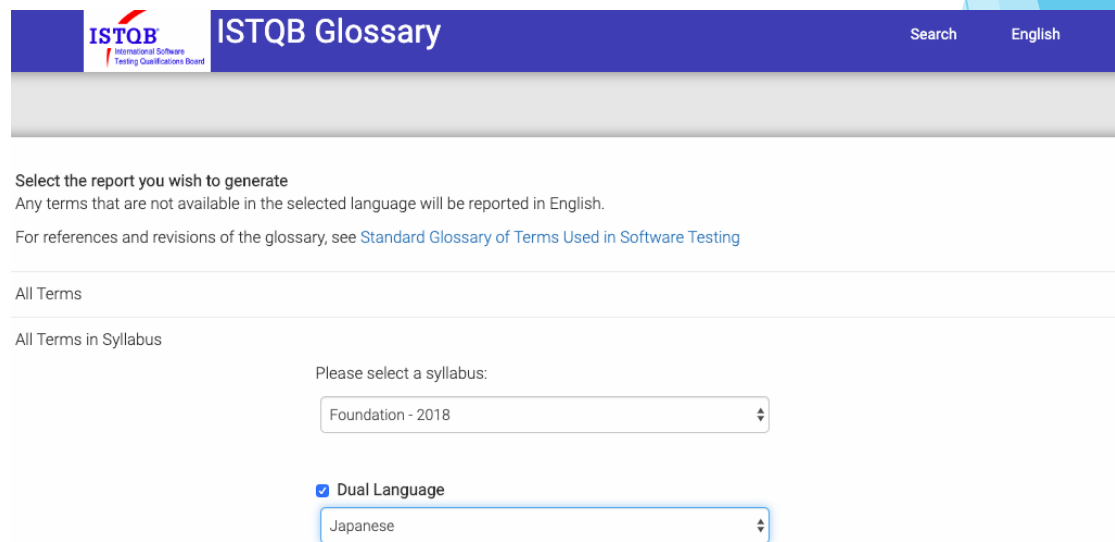 ISTQB
International Software
Testing Qualifications Board
ISTQB Glossary
Search
English
Select the report you wish to generate
Any terms that are not available in the selected language will be reported in English.
For references and revisions of the glossary, see Standard Glossary of Terms Used in Software Testing
All Terms
All Terms in Syllabus
Please select a syllabus:
Foundation - 2018
Dual Language
Japanese